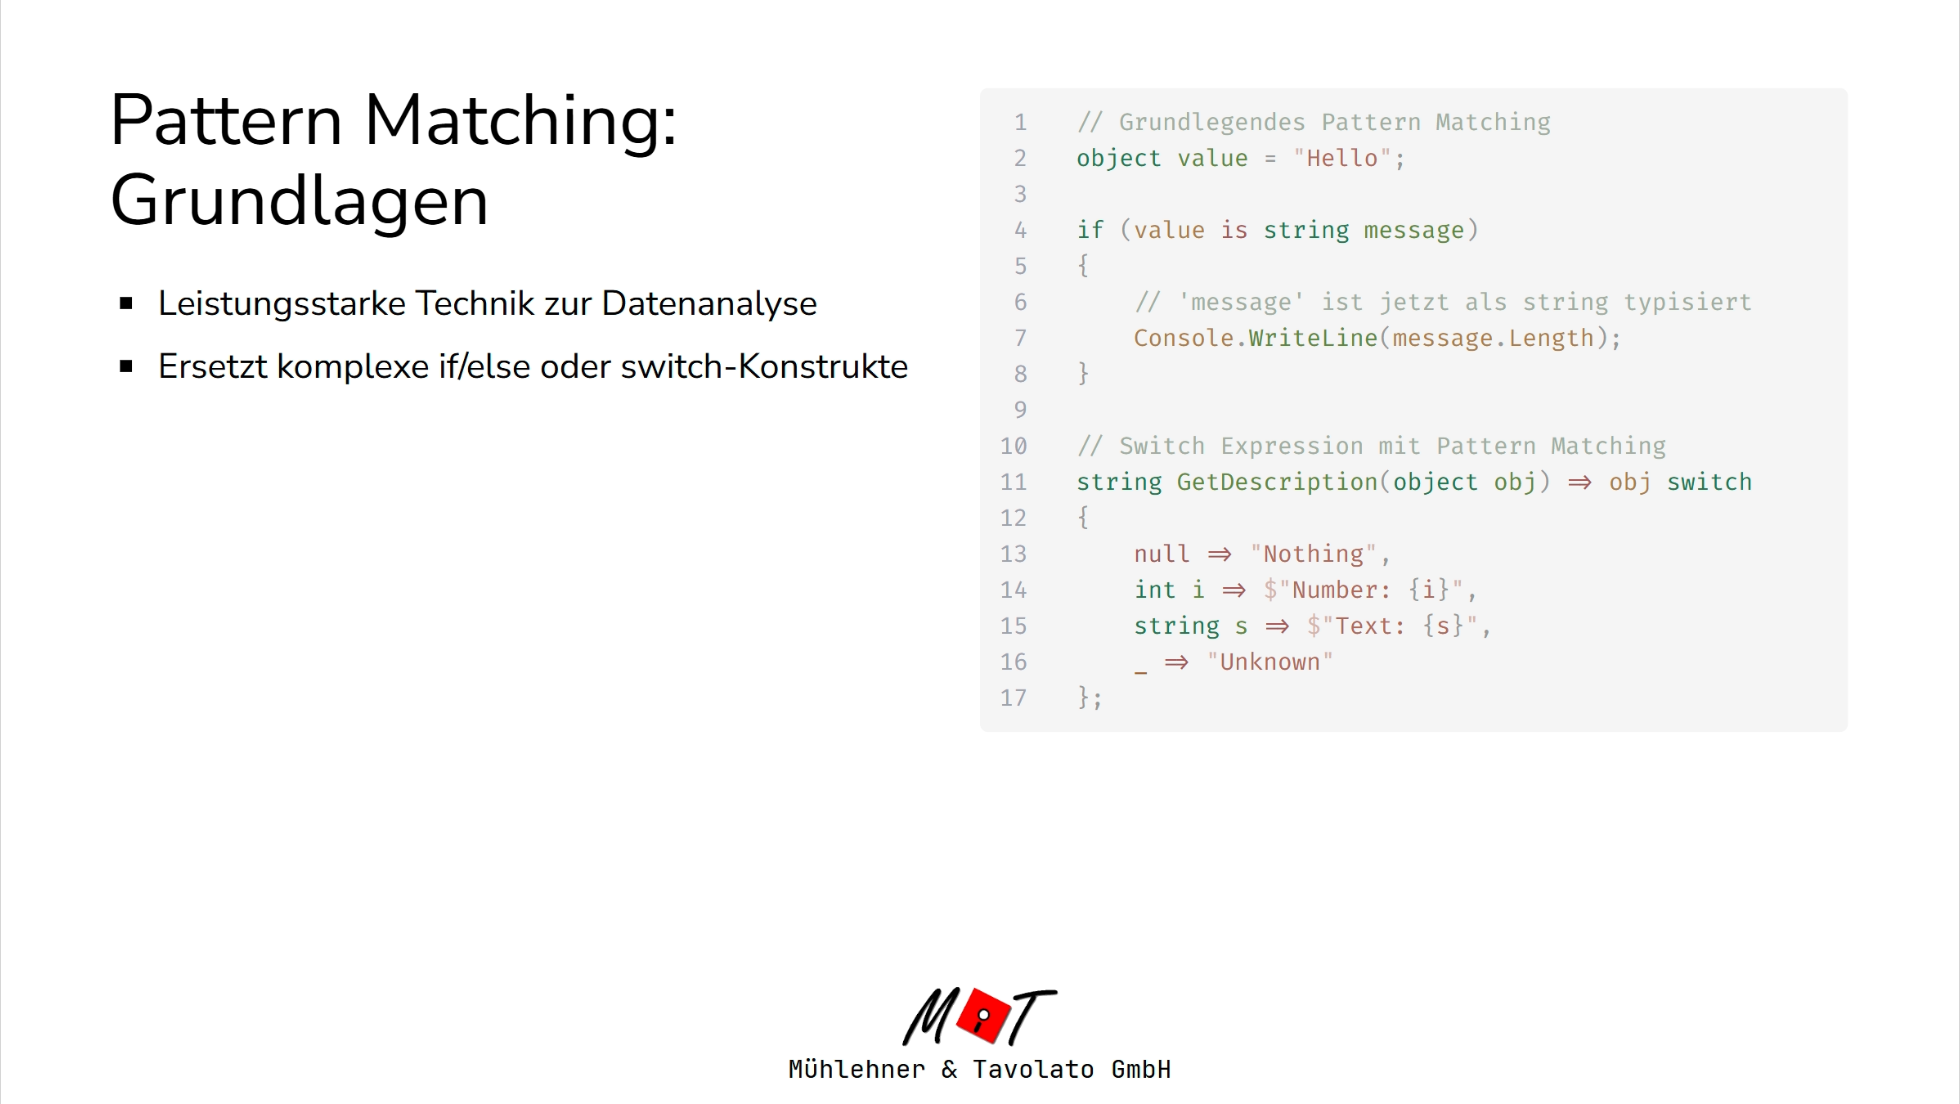 Pattern Matching:
Grundlagen
▪ Leistungsstarke Technik zur Datenanalyse
▪ Ersetzt komplexe if/else oder switch-Konstrukte
1 // Grundlegendes Pattern Matching
2 object value = "Hello";
3
4 if (value is string message)
5 {
6     // 'message' ist jetzt als string typisiert
7     Console.WriteLine(message.Length);
8 }
9
10 // Switch Expression mit Pattern Matching
11 string GetDescription(object obj) => obj switch
12 {
13     null => "Nothing",
14     int i => $"Number: {i}",
15     string s => $"Text: {s}",
16     _ => "Unknown"
17 };
M T
Mühlehner & Tavolato GmbH